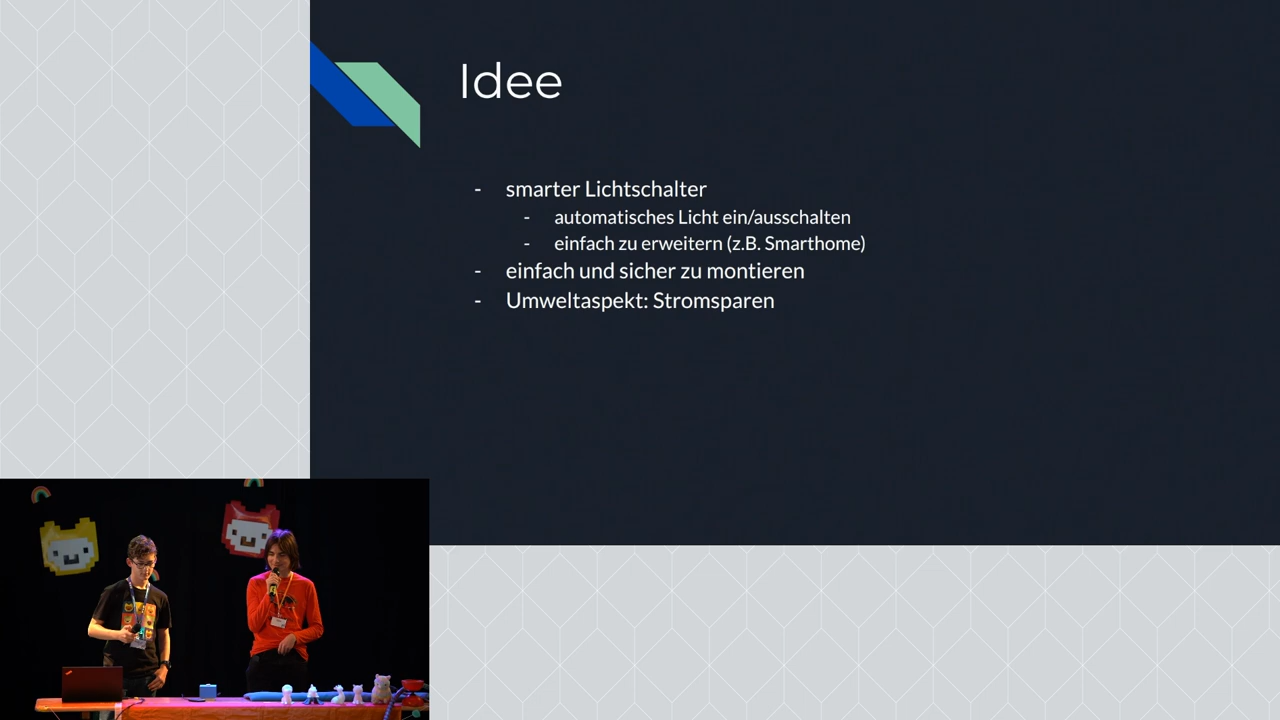 Idee
- smarter Lichtschalter
- automatisches Licht ein/ausschalten
- einfach zu erweitern (z.B. Smarthome)
- einfach und sicher zu montieren
- Umweltaspekt: Stromsparen